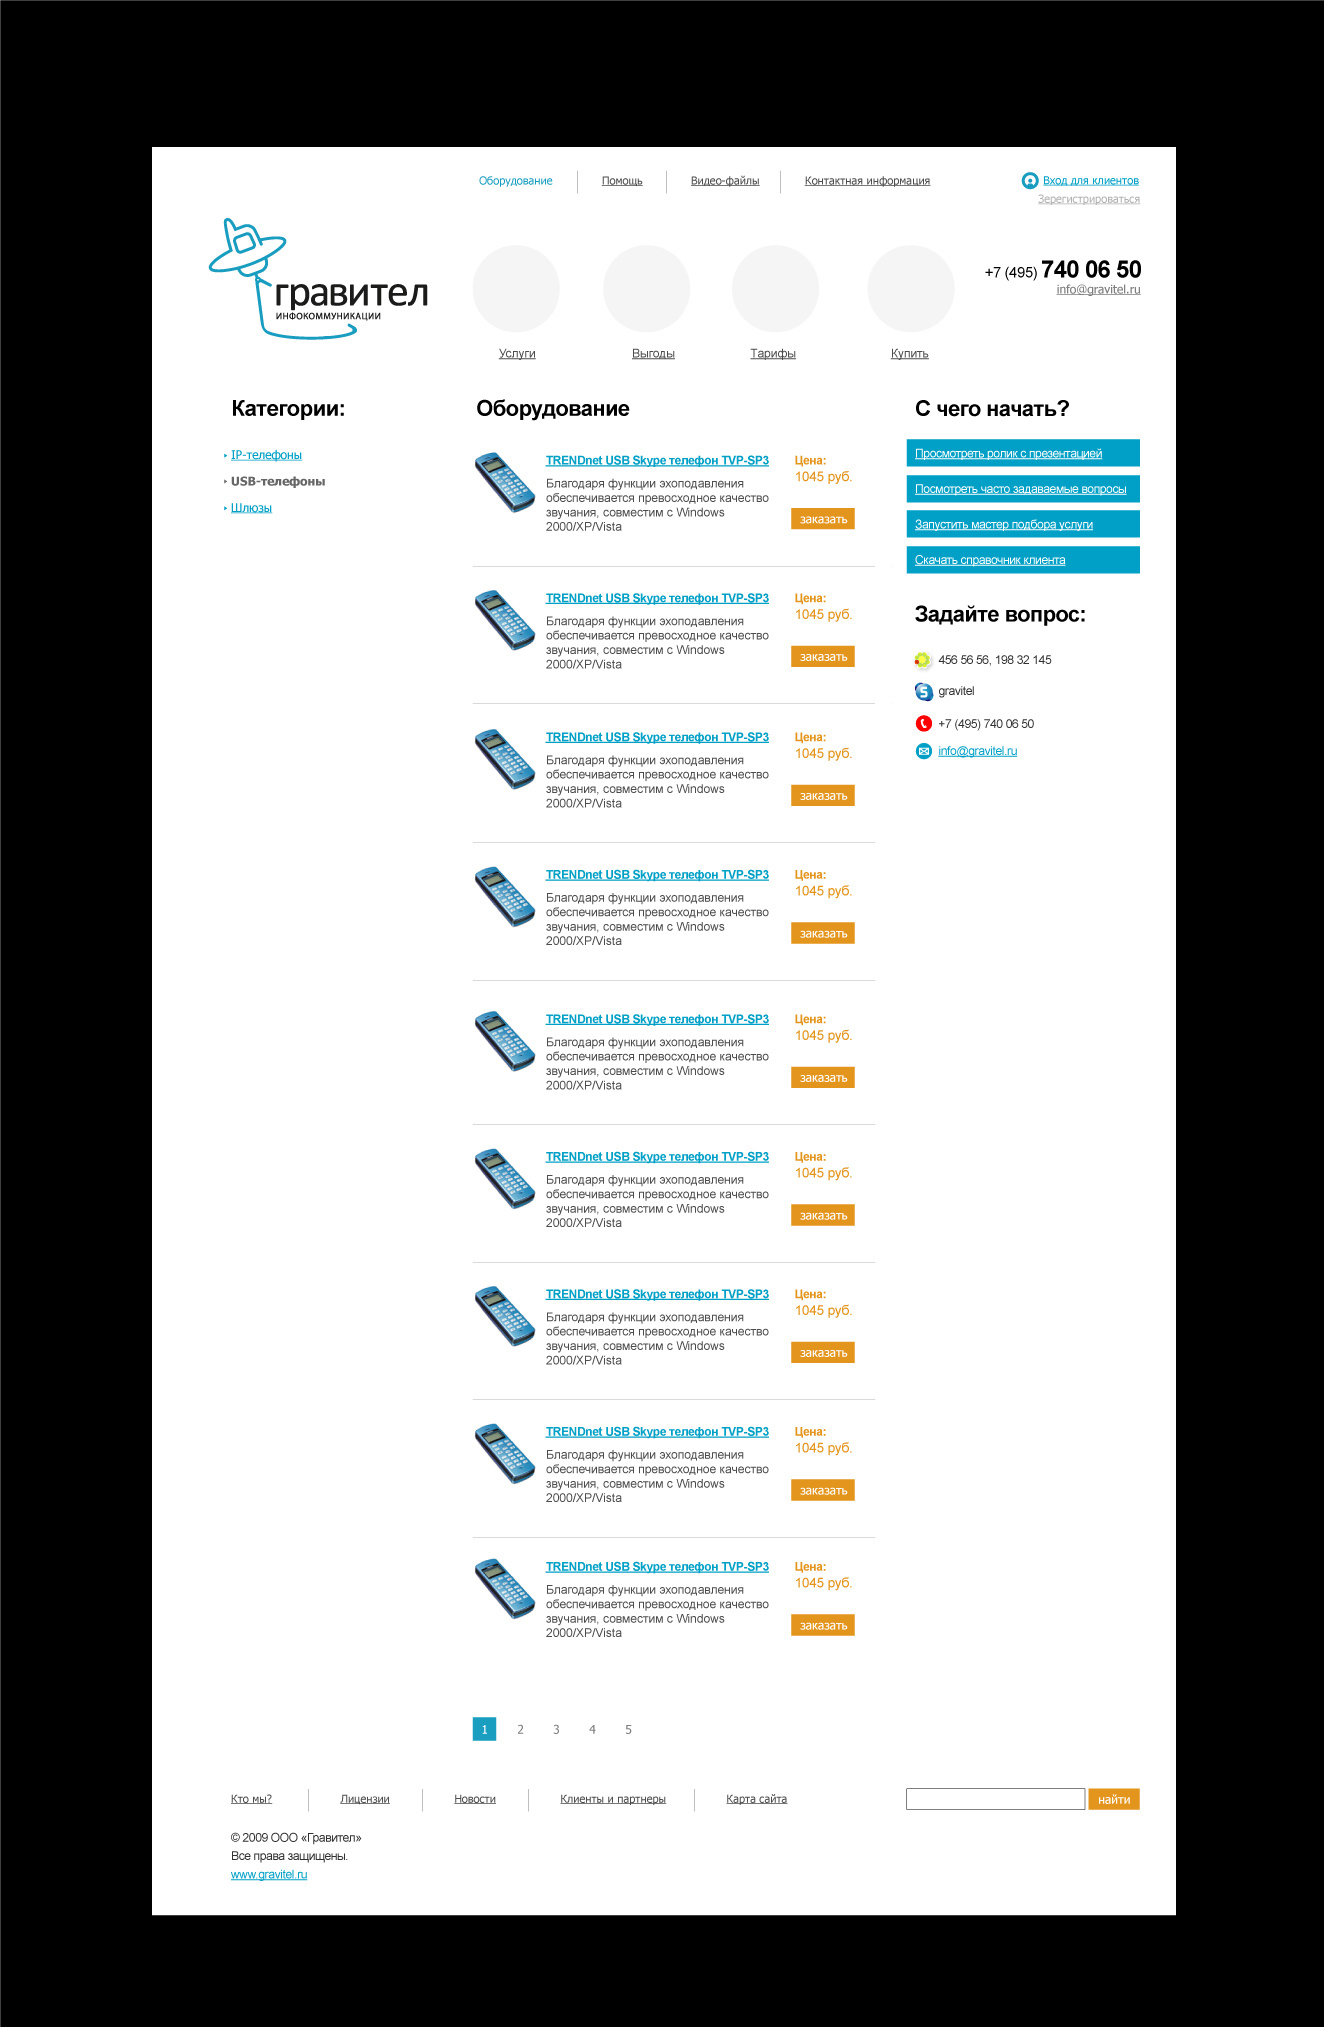 Оборудование
Помощь
Видео-файлы
Контактная информация
Вход для клиентов
Зерегистрироваться
гравител
ИНФОКОММУНИКАЦИИ
+7 (495) 740 06 50
info@gravitel.ru
Услуги
Выгоды
Тарифы
Купить
Категории:
IP-телефоны
USB-телефоны
Шлюзы
Оборудование
TRENDnet USB Skype телефон TVP-SP3
Благодаря функции эхоподавления
обеспечивается превосходное качество
звучания, совместим с Windows
2000/XP/Vista
Цена:
1045 руб.
заказать
TRENDnet USB Skype телефон TVP-SP3
Благодаря функции эхоподавления
обеспечивается превосходное качество
звучания, совместим с Windows
2000/XP/Vista
Цена:
1045 руб.
заказать
TRENDnet USB Skype телефон TVP-SP3
Благодаря функции эхоподавления
обеспечивается превосходное качество
звучания, совместим с Windows
2000/XP/Vista
Цена:
1045 руб.
заказать
TRENDnet USB Skype телефон TVP-SP3
Благодаря функции эхоподавления
обеспечивается превосходное качество
звучания, совместим с Windows
2000/XP/Vista
Цена:
1045 руб.
заказать
TRENDnet USB Skype телефон TVP-SP3
Благодаря функции эхоподавления
обеспечивается превосходное качество
звучания, совместим с Windows
2000/XP/Vista
Цена:
1045 руб.
заказать
TRENDnet USB Skype телефон TVP-SP3
Благодаря функции эхоподавления
обеспечивается превосходное качество
звучания, совместим с Windows
2000/XP/Vista
Цена:
1045 руб.
заказать
TRENDnet USB Skype телефон TVP-SP3
Благодаря функции эхоподавления
обеспечивается превосходное качество
звучания, совместим с Windows
2000/XP/Vista
Цена:
1045 руб.
заказать
TRENDnet USB Skype телефон TVP-SP3
Благодаря функции эхоподавления
обеспечивается превосходное качество
звучания, совместим с Windows
2000/XP/Vista
Цена:
1045 руб.
заказать
TRENDnet USB Skype телефон TVP-SP3
Благодаря функции эхоподавления
обеспечивается превосходное качество
звучания, совместим с Windows
2000/XP/Vista
Цена:
1045 руб.
заказать
1 2 3 4 5
С чего начать?
Просмотреть ролик с презентацией
Посмотреть часто задаваемые вопросы
Запустить мастер подбора услуги
Скачать справочник клиента
Задайте вопрос:
456 56 56, 198 32 145
gravitel
+7 (495) 740 06 50
info@gravitel.ru
Кто мы?
Лицензии
Новости
Клиенты и партнеры
Карта сайта
найти
© 2009 ООО «Гравител»
Все права защищены.
www.gravitel.ru